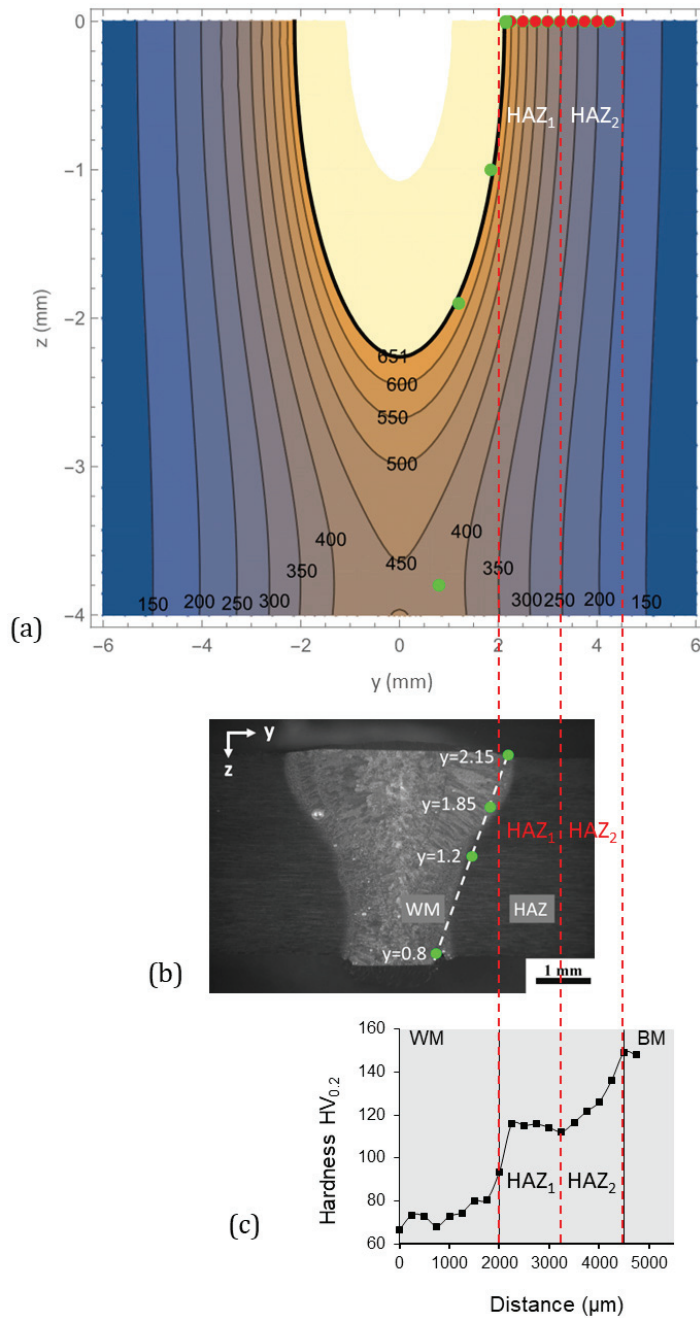 0
-1
-2
-3
-4
z (mm)
HAZ1 HAZ2
651
600
550
500
450
400 400
350 350
300 300
250 250
200 200
150 150
-6 -4 -2 0 2 4 6
y (mm)
(a)
y
z
y=2.15
y=1.85
HAZ1 HAZ2
y=1.2
WM HAZ
y=0.8
1 mm
(b)
160
140
120
100
80
60
Hardness HV0.2
WM BM
HAZ1 HAZ2
(c)
0 1000 2000 3000 4000 5000
Distance (µm)